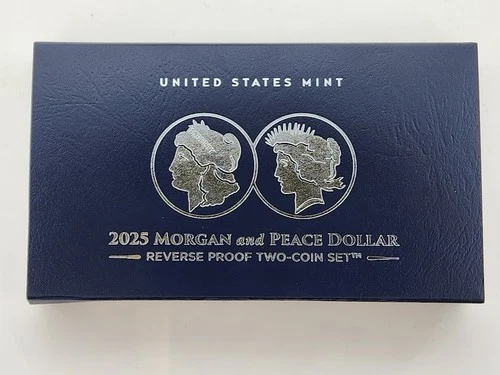 UNITED STATES MINT
2025 MORGAN and PEACE DOLLAR
REVERSE PROOF TWO-COIN SET™